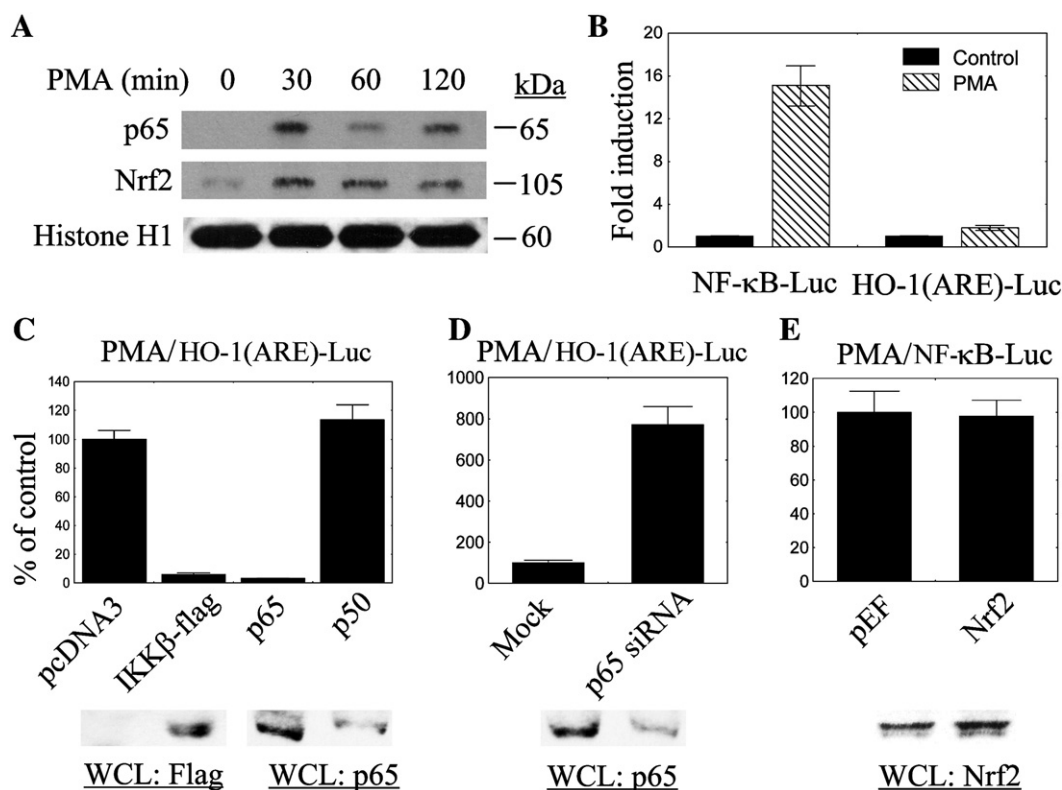 A
PMA (min) 0 30 60 120 kDa
p65 65
Nrf2 105
Histone H1 60
B
Fold induction
20
16
12
8
4
0
Control
PMA
NF-κB-Luc HO-1(ARE)-Luc
C
PMA/HO-1(ARE)-Luc
% of control
140
120
100
80
60
40
20
0
pcDNA3 IKKβ-flag p65 p50
WCL: Flag WCL: p65
D
PMA/HO-1(ARE)-Luc
1000
800
600
400
200
0
Mock p65 siRNA
WCL: p65
E
PMA/NF-κB-Luc
120
100
80
60
40
20
0
pEF Nrf2
WCL: Nrf2